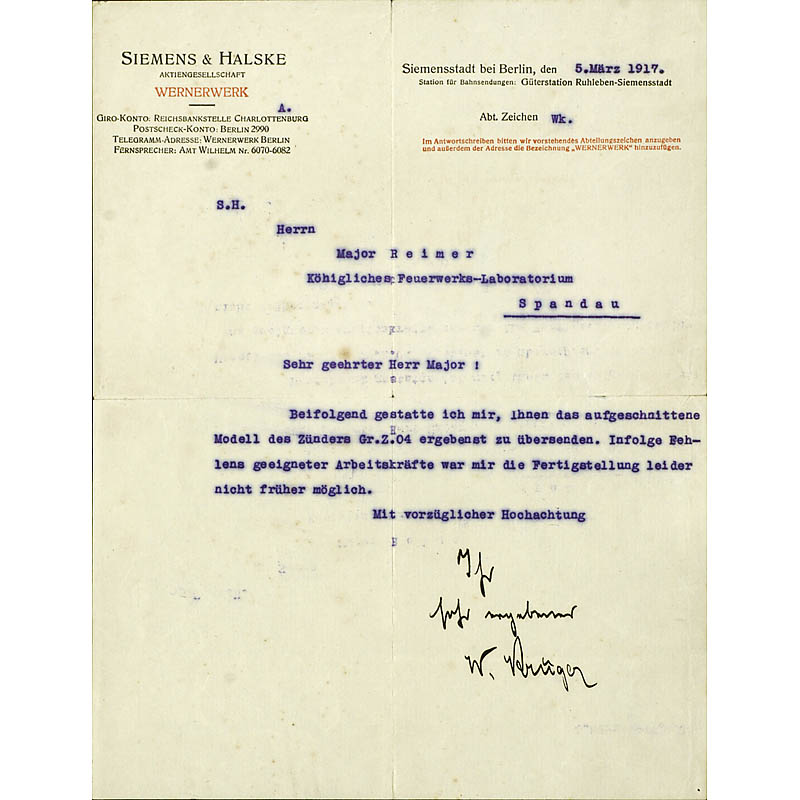 SIEMENS & HALSKE
AKTIENGESELLSCHAFT
WERNERWERK
A.
GIRO-KONTO: REICHSBANKSTELLE CHARLOTTENBURG
POSTSCHECK-KONTO: BERLIN 2990
TELEGRAMM-ADRESSE: WERNERWERK BERLIN
FERNSPRECHER: AMT WILHELM Nr. 6070-6082
Siemensstadt bei Berlin, den 5.März 1917.
Station für Bahnsendungen: Güterstation Ruhleben-Siemensstadt
Abt. Zeichen Wk.
Im Antwortschreiben bitten wir vorstehendes Abteilungszeichen anzugeben
und außerdem der Adresse die Bezeichnung „WERNERWERK" hinzuzufügen.
S.H.
Herrn
Major Reimer
Köhigliches Feuerwerks-Laboratorium
Spandau
Sehr geehrter Herr Major !
Beifolgend gestatte ich mir, Ihnen das aufgeschnittene
Modell des Zünders Gr.Z.04 ergebenst zu übersenden. Infolge Feh-
lens geeigneter Arbeitskräfte war mir die Fertigstellung leider
nicht früher möglich.
Mit vorzüglicher Hochachtung
Ihr
sehr ergebener
W. Krüger